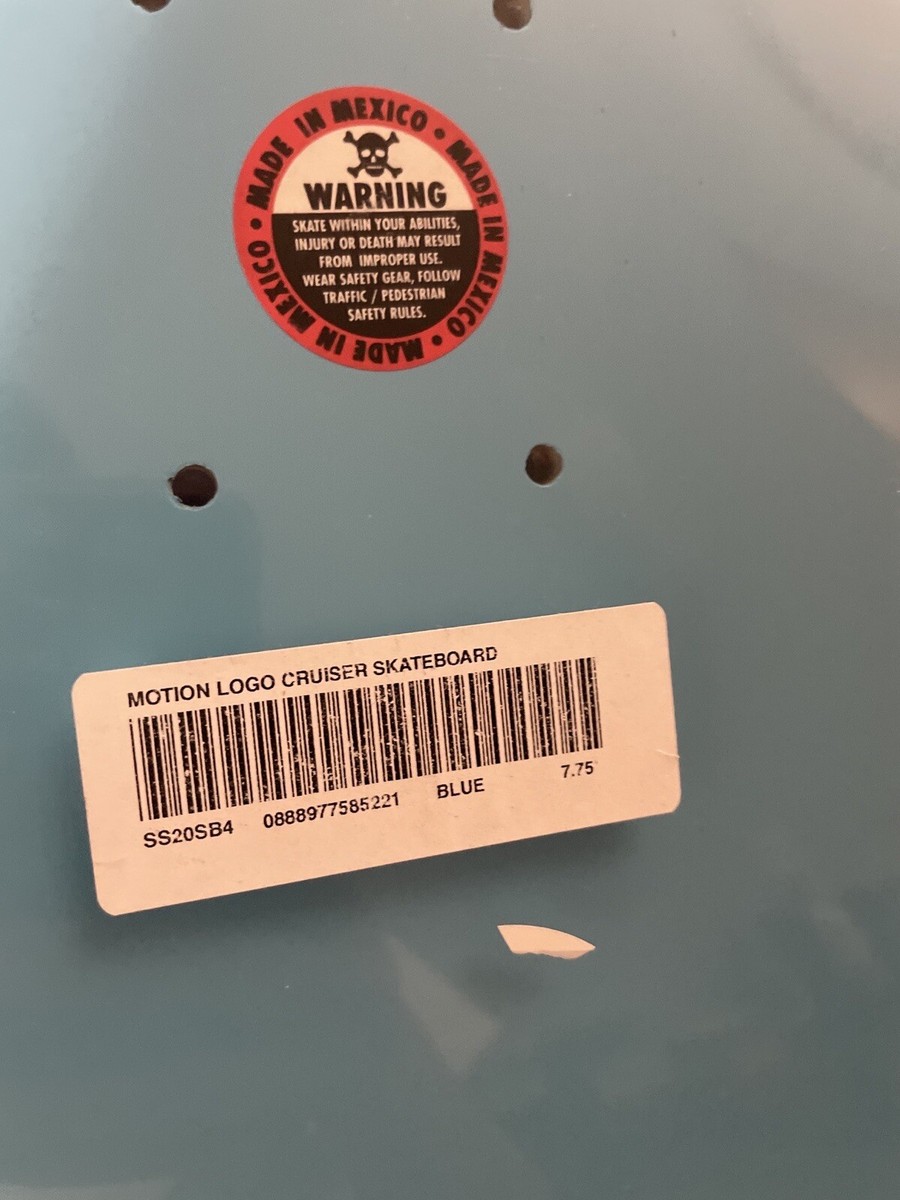 MADE IN MEXICO • MADE IN MEXICO • MADE IN MEXICO •
WARNING
SKATE WITHIN YOUR ABILITIES,
INJURY OR DEATH MAY RESULT
FROM IMPROPER USE.
WEAR SAFETY GEAR, FOLLOW
TRAFFIC / PEDESTRIAN
SAFETY RULES.
MOTION LOGO CRUISER SKATEBOARD
SS20SB4 0888977585221 BLUE 7.75